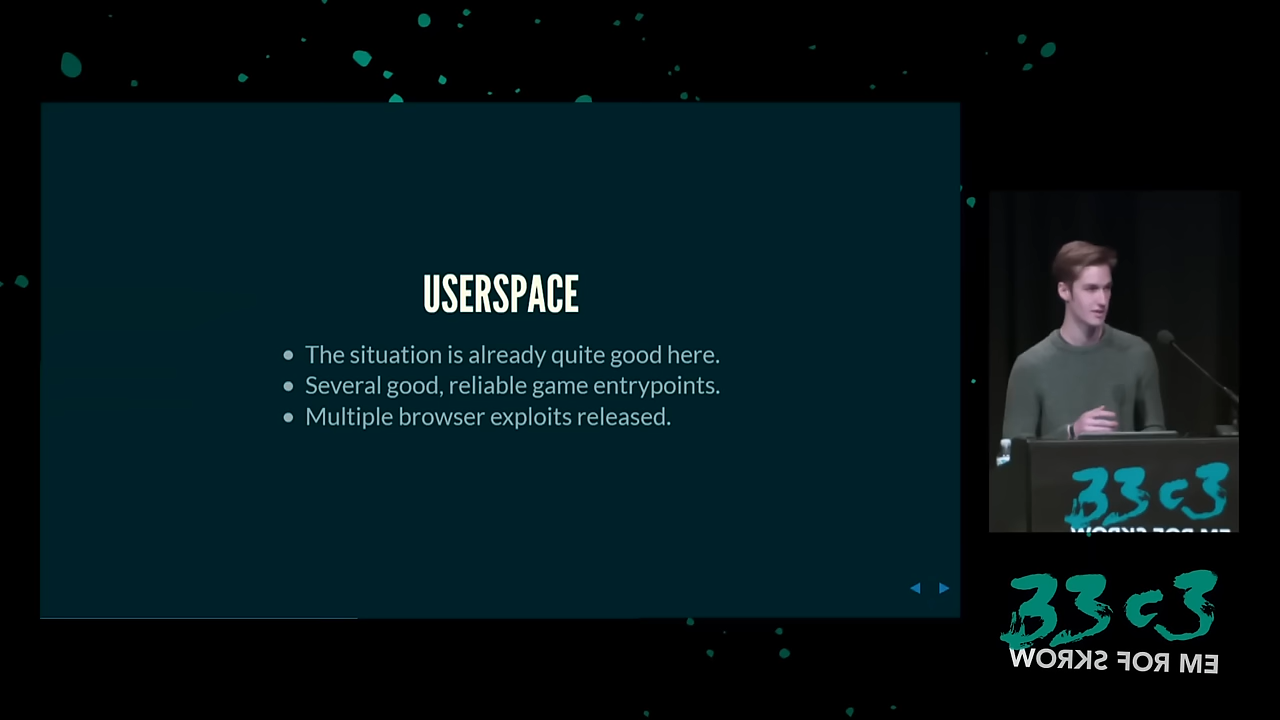 USERSPACE
• The situation is already quite good here.
• Several good, reliable game entrypoints.
• Multiple browser exploits released.
33c3
33c3
WORKS FOR ME